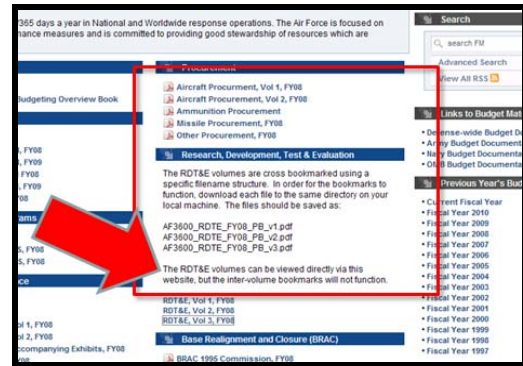 /365 days a year in National and Worldwide response operations. The Air Force is focused on
nance measures and is committed to providing good stewardship of resources which are
Budgeting Overview Book
, FY08
, FY09
FY08
, FY09
FY08
rams
S, FY08
S, FY08
ce
ol 1, FY08
ol 2, FY08
ccompanying Exhibits, FY08
Procurement
Aircraft Procurment, Vol 1, FY08
Aircraft Procurement, Vol 2, FY08
Ammunition Procurement
Missile Procurement, FY08
Other Procurement, FY08
Research, Development, Test & Evaluation
The RDT&E volumes are cross bookmarked using a
specific filename structure. In order for the bookmarks to
function, download each file to the same directory on your
local machine. The files should be saved as:
AF3600_RDTE_FY08_PB_v1.pdf
AF3600_RDTE_FY08_PB_v2.pdf
AF3600_RDTE_FY08_PB_v3.pdf
The RDT&E volumes can be viewed directly via this
website, but the inter-volume bookmarks will not function.
RDT&E, Vol 1, FY08
RDT&E, Vol 2, FY08
RDT&E, Vol 3, FY08
Base Realignment and Closure (BRAC)
BRAC 1995 Commission, FY08
Search
search FM
Advanced Search
View All RSS
Links to Budget Mat
Defense-wide Budget D
Army Budget Documenta
Navy Budget Documenta
OMB Budget Documenta
Previous Year's Bud
Current Fiscal Year
Fiscal Year 2010
Fiscal Year 2009
Fiscal Year 2008
Fiscal Year 2007
Fiscal Year 2006
Fiscal Year 2005
Fiscal Year 2004
Fiscal Year 2003
Fiscal Year 2002
Fiscal Year 2001
Fiscal Year 2000
Fiscal Year 1999
Fiscal Year 1998
Fiscal Year 1997